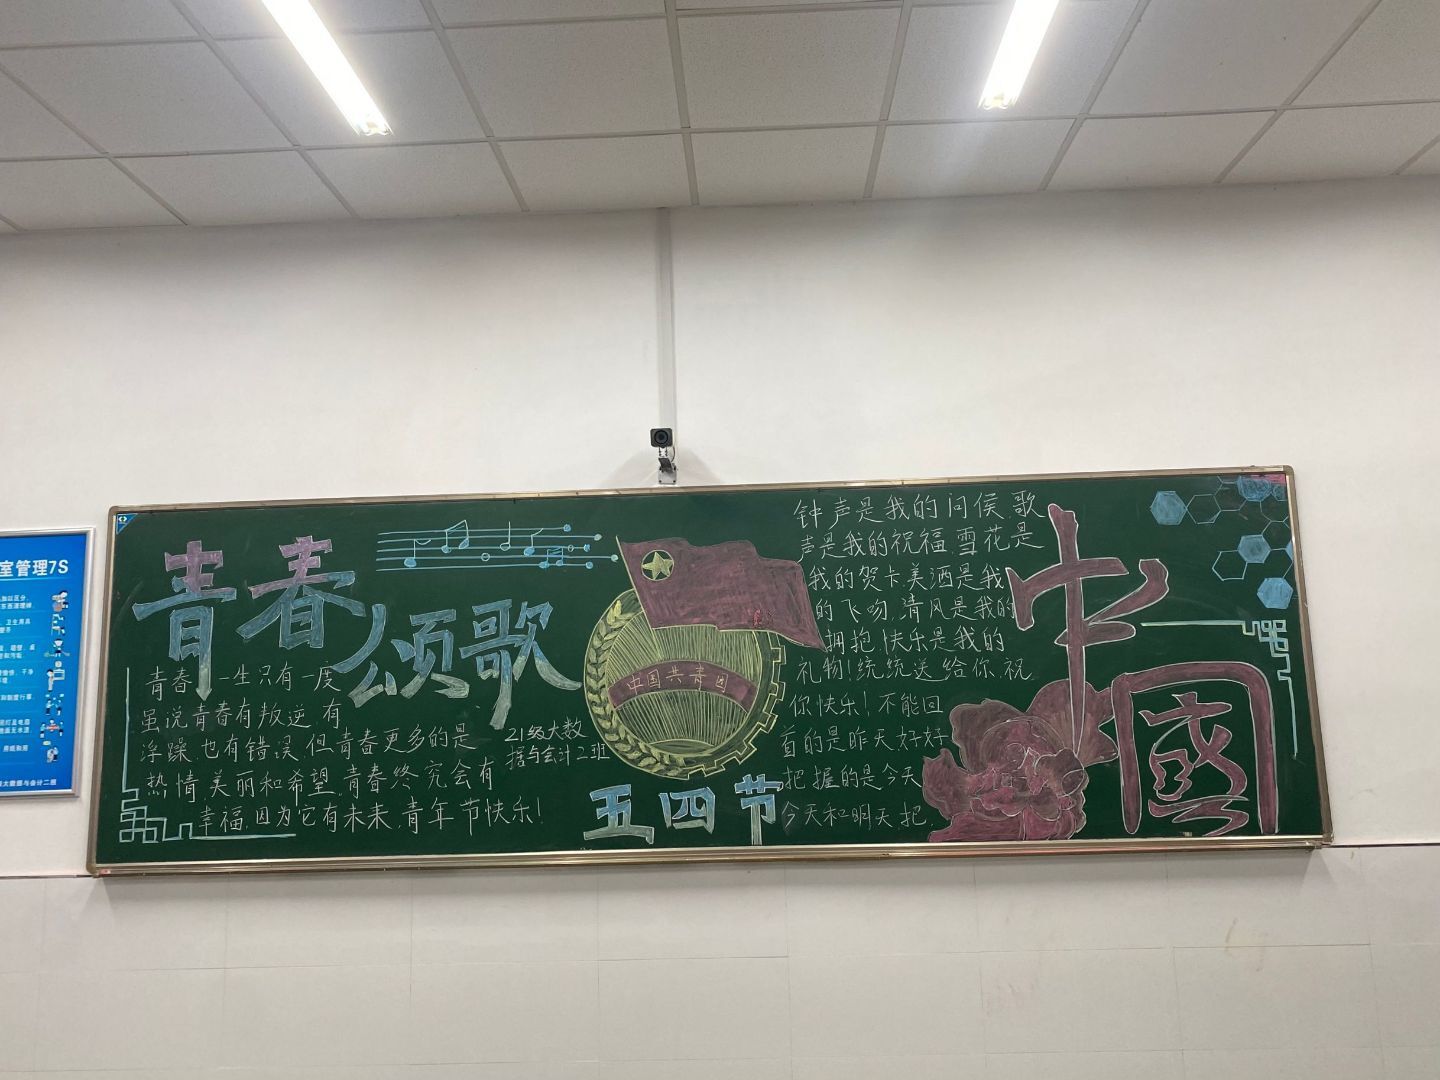 室管理7S
青春
颂歌
青春,一生只有一度
虽说青春有叛逆,有
浮躁,也有错误,但青春更多的是
热情美丽和希望,青春终究会有
幸福,因为它有未来,青年节快乐!
21级大数
据与会计2班
中国共青团
五四节
钟声是我的问侯,歌
声是我的祝福,雪花是
我的贺卡,美酒是我
的飞吻,清风是我的
拥抱,快乐是我的
礼物!统统送给你,祝
你快乐!不能回
首的是昨天,好好
把握的是今天
今天和明天,把
中
國